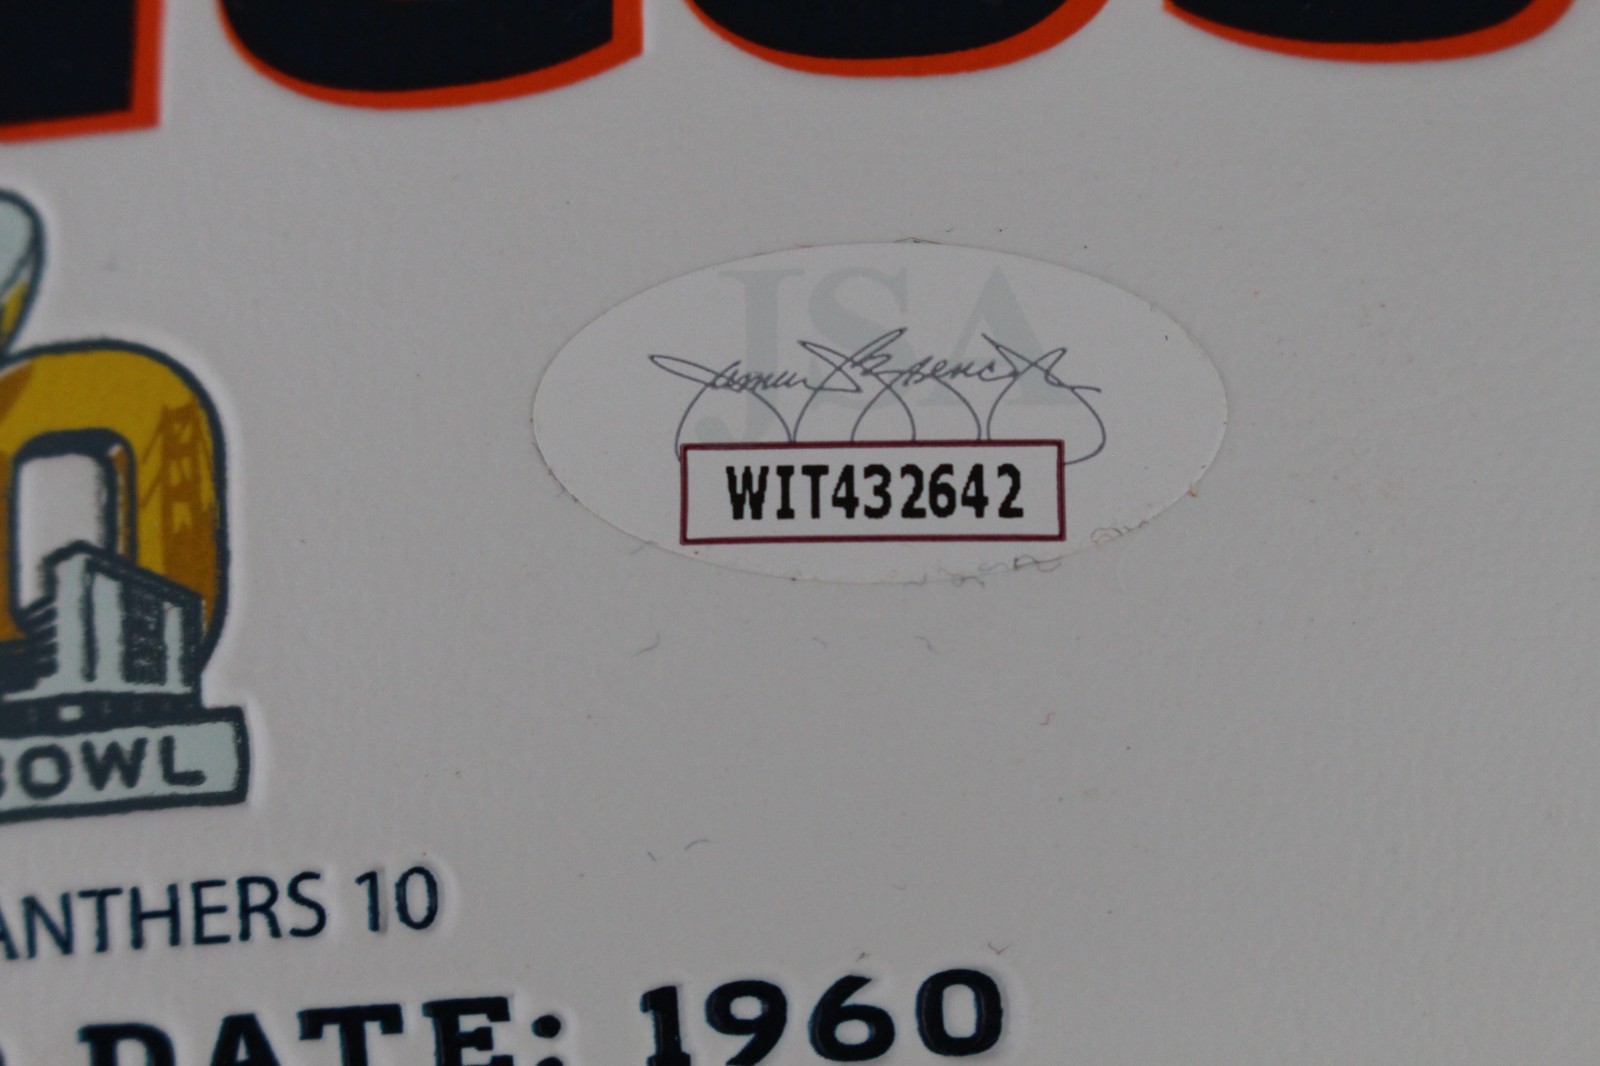 JSA
WIT432642
BOWL
ANTHERS 10
DATE: 1960